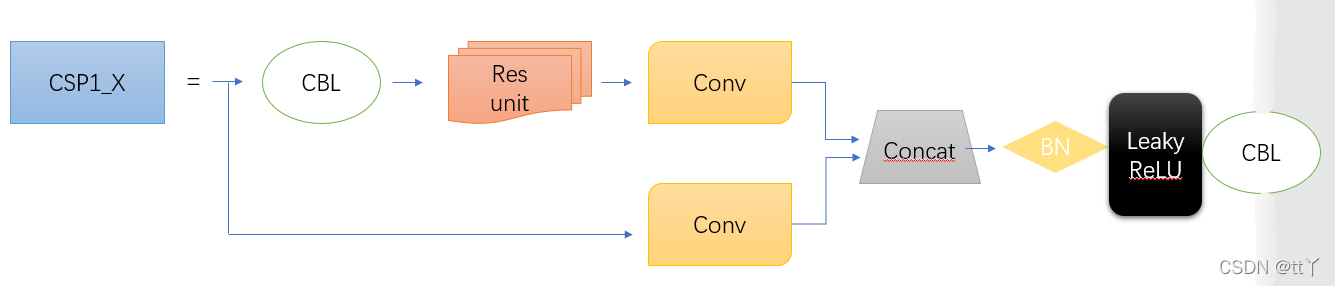 CSP1_X
=
CBL
Res
unit
Conv
Conv
Concat
BN
Leaky
ReLU
CBL
CSDN @tt丫